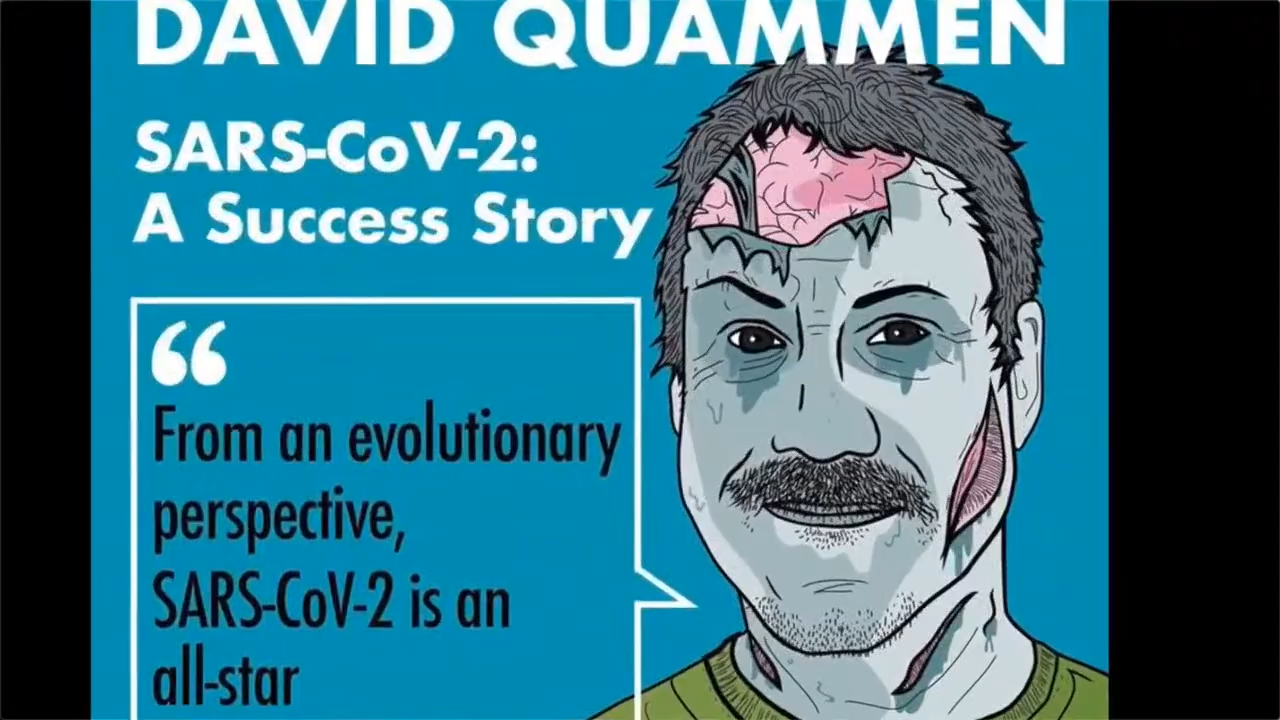 DAVID QUAMMEN
SARS-CoV-2:
A Success Story
“
From an evolutionary
perspective,
SARS-CoV-2 is an
all-star